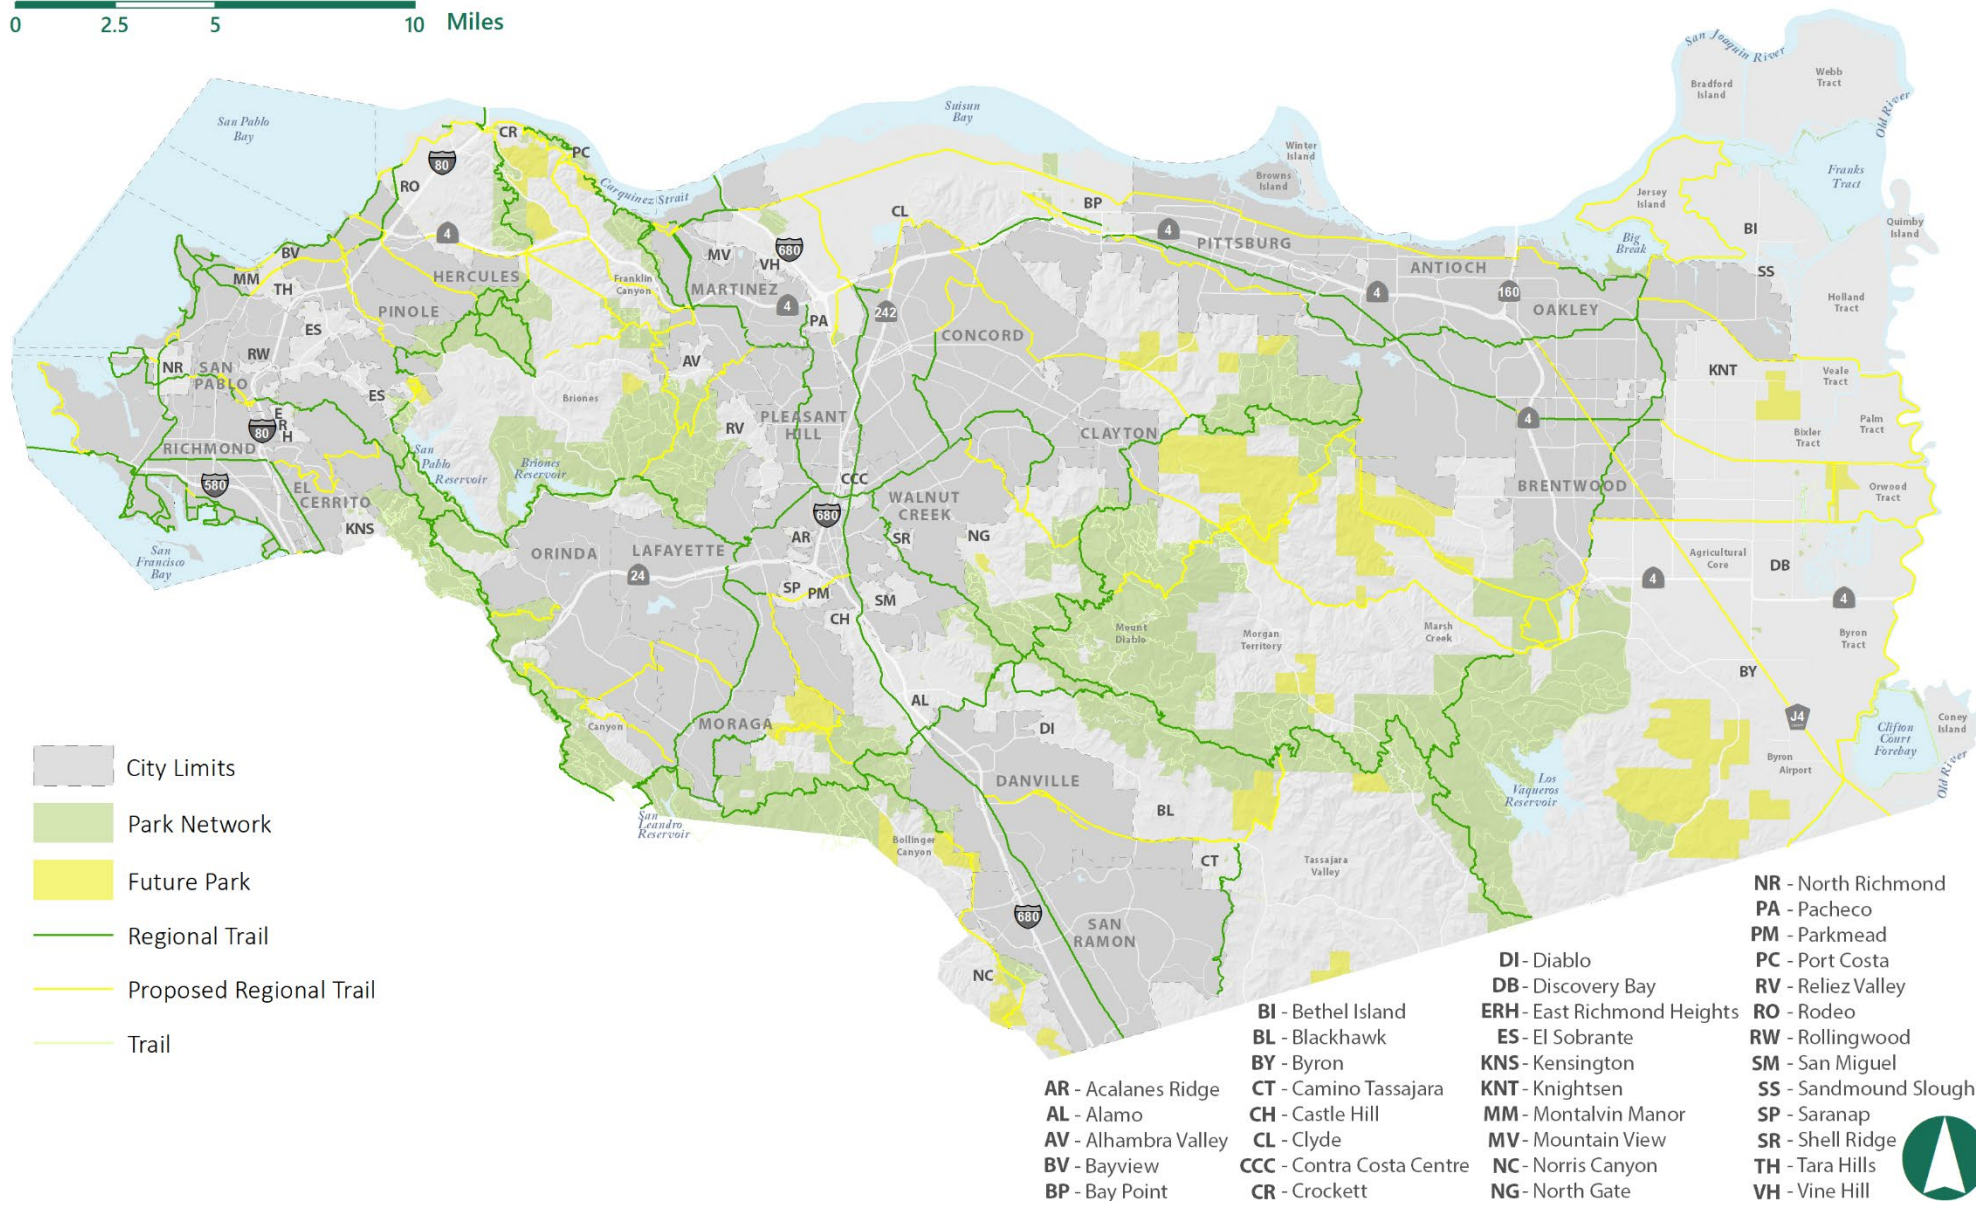 0 2.5 5 10 Miles
San Joaquin River
Webb
Tract
Bradford
Island
Old River
San Pablo
Bay
Suisun
Bay
CR
PC
80
RO
Carquinez Strait
Winter
Island
Browns
Island
Franks
Tract
Jersey
Island
Quimby
Island
4
CL
BP
4
PITTSBURG
BI
Big
Break
BV
MV
680
VH
MM
TH
HERCULES
Franklin
Canyon
MARTINEZ
4
ANTIOCH
SS
4
160
Holland
Tract
PINOLE
PA
242
OAKLEY
ES
CONCORD
RW
NR
SAN
PABLO
AV
KNT
Veale
Tract
ES
Briones
PLEASANT
HILL
RV
E
R
H
80
CLAYTON
4
Palm
Tract
Bixler
Tract
RICHMOND
San
Pablo
Reservoir
Briones
Reservoir
580
EL
CERRITO
CCC
WALNUT
CREEK
BRENTWOOD
Orwood
Tract
680
KNS
AR
SR
NG
San
Francisco
Bay
ORINDA
LAFAYETTE
24
Agricultural
Core
DB
4
4
SP
PM
SM
CH
Mount
Diablo
Morgan
Territory
Marsh
Creek
Byron
Tract
BY
AL
Canyon
MORAGA
DI
J4
Clifton
Court
Forebay
Coney
Island
Byron
Airport
Old River
DANVILLE
Los
Vaqueros
Reservoir
BL
San
Leandro
Reservoir
Bollinger
Canyon
CT
Tassajara
Valley
680
SAN
RAMON
NC
City Limits
Park Network
Future Park
Regional Trail
Proposed Regional Trail
Trail
AR - Acalanes Ridge
AL - Alamo
AV - Alhambra Valley
BV - Bayview
BP - Bay Point
BI - Bethel Island
BL - Blackhawk
BY - Byron
CT - Camino Tassajara
CH - Castle Hill
CL - Clyde
CCC - Contra Costa Centre
CR - Crockett
DI - Diablo
DB - Discovery Bay
ERH - East Richmond Heights
ES - El Sobrante
KNS - Kensington
KNT - Knightsen
MM - Montalvin Manor
MV - Mountain View
NC - Norris Canyon
NG - North Gate
NR - North Richmond
PA - Pacheco
PM - Parkmead
PC - Port Costa
RV - Reliez Valley
RO - Rodeo
RW - Rollingwood
SM - San Miguel
SS - Sandmound Slough
SP - Saranap
SR - Shell Ridge
TH - Tara Hills
VH - Vine Hill